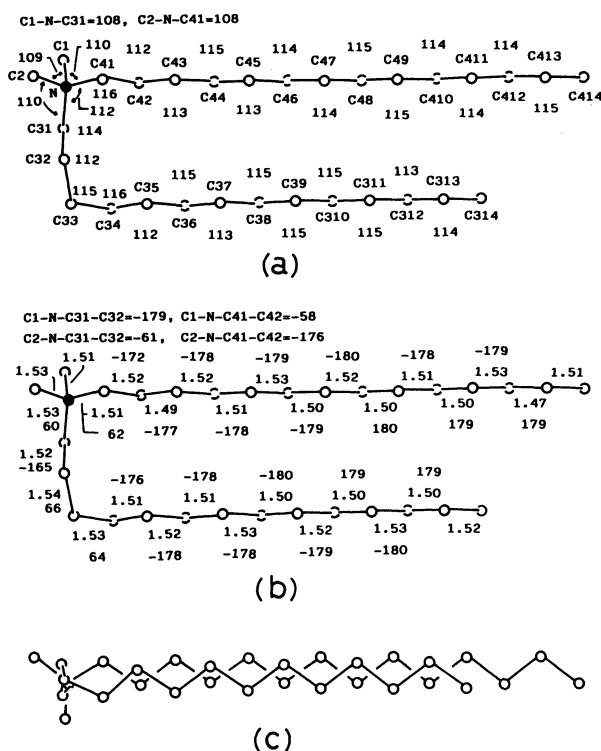 C1-N-C31=108, C2-N-C41=108
C1 110 112 115 114 115 114 114
109 C41 C43 C45 C47 C49 C411 C413
C2
N 116 C42 C44 C46 C48 C410 C412 C414
110 112 113 113 115 114 115
C31 114
C32 112
115 116 C35 115 C37 115 C39 115 C311 113 C313
C33 C34 C36 C38 C310 C312 C314
112 113 115 115 114
(a)
C1-N-C31-C32=-179, C1-N-C41-C42=-58
C2-N-C31-C32=-61, C2-N-C41-C42=-176
1.51 -172 -178 -179 -180 -178 -179
1.53 1.52 1.52 1.53 1.52 1.51 1.53 1.51
1.53 1.51 1.49 1.51 1.50 1.50 1.50 1.47
60 62 -177 -178 -179 180 179 179
1.52
-165 -176 -178 -180 179 179
1.54 1.51 1.51 1.50 1.50 1.50
66
1.53 1.52 1.53 1.52 1.53 1.52
64 -178 -178 -179 -180
(b)
(c)